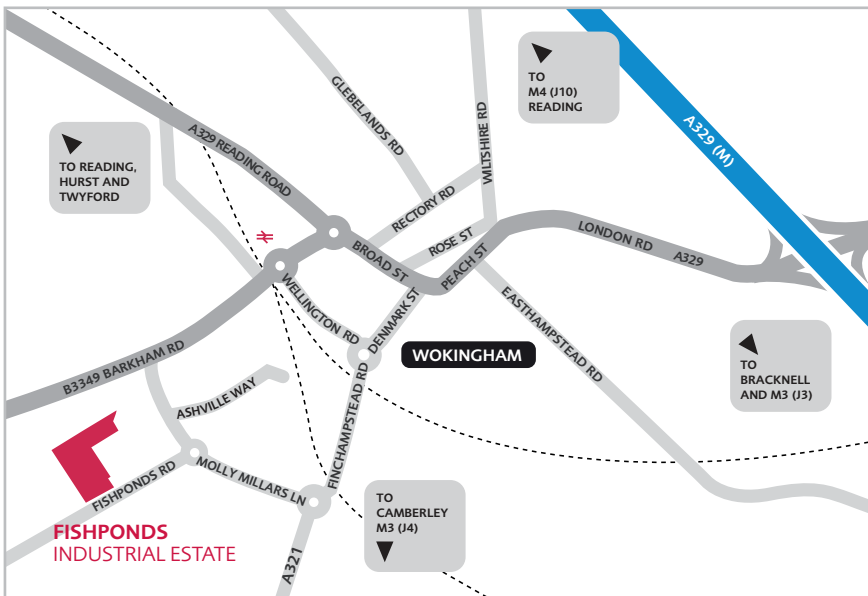 GLEBELANDS RD
WILTSHIRE RD
TO
M4 (J10)
READING
A329 (M)
A329 READING ROAD
TO READING,
HURST AND
TWYFORD
RECTORY RD
ROSE ST
BROAD ST
PEACH ST
LONDON RD
A329
WELLINGTON RD
DENMARK ST
EASTHAMPSTEAD RD
WOKINGHAM
B3349 BARKHAM RD
ASHVILLE WAY
FINCHAMPSTEAD RD
TO
BRACKNELL
AND M3 (J3)
FISHPONDS RD
MOLLY MILLARS LN
TO
CAMBERLEY
M3 (J4)
FISHPONDS
INDUSTRIAL ESTATE
A321